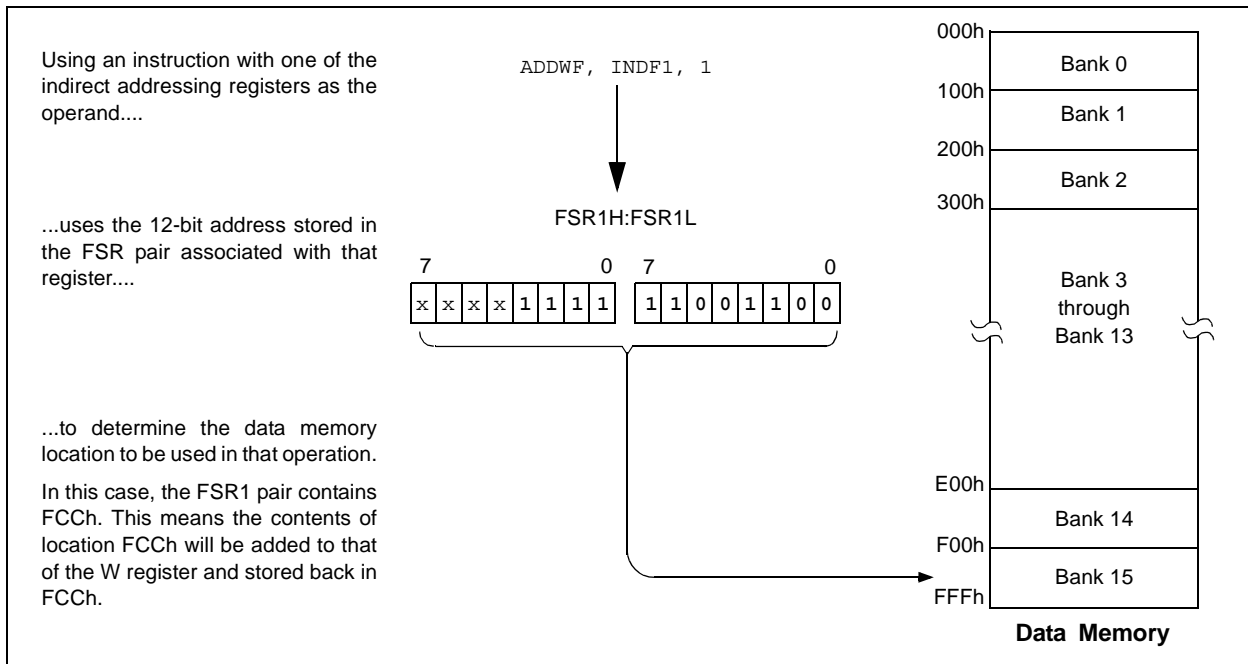 Using an instruction with one of the
indirect addressing registers as the
operand....
ADDWF, INDF1, 1
...uses the 12-bit address stored in
the FSR pair associated with that
register....
FSR1H:FSR1L
7 0 7 0
x x x x 1 1 1 1 1 1 0 0 1 1 0 0
...to determine the data memory
location to be used in that operation.
In this case, the FSR1 pair contains
FCCh. This means the contents of
location FCCh will be added to that
of the W register and stored back in
FCCh.
000h
Bank 0
100h
Bank 1
200h
Bank 2
300h
Bank 3
through
Bank 13
E00h
Bank 14
F00h
Bank 15
FFFh
Data Memory